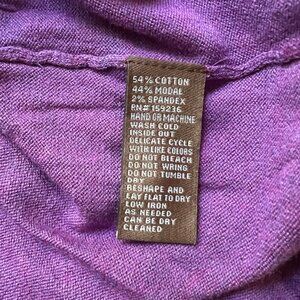 54% COTTON
44% MODAL
2% SPANDEX
RN# 159236
HAND OR MACHINE
WASH COLD
INSIDE OUT
DELICATE CYCLE
WITH LIKE COLORS
DO NOT BLEACH
DO NOT WRING
DO NOT TUMBLE
DRY
RESHAPE AND
LAY FLAT TO DRY
LOW IRON
AS NEEDED
CAN BE DRY
CLEANED